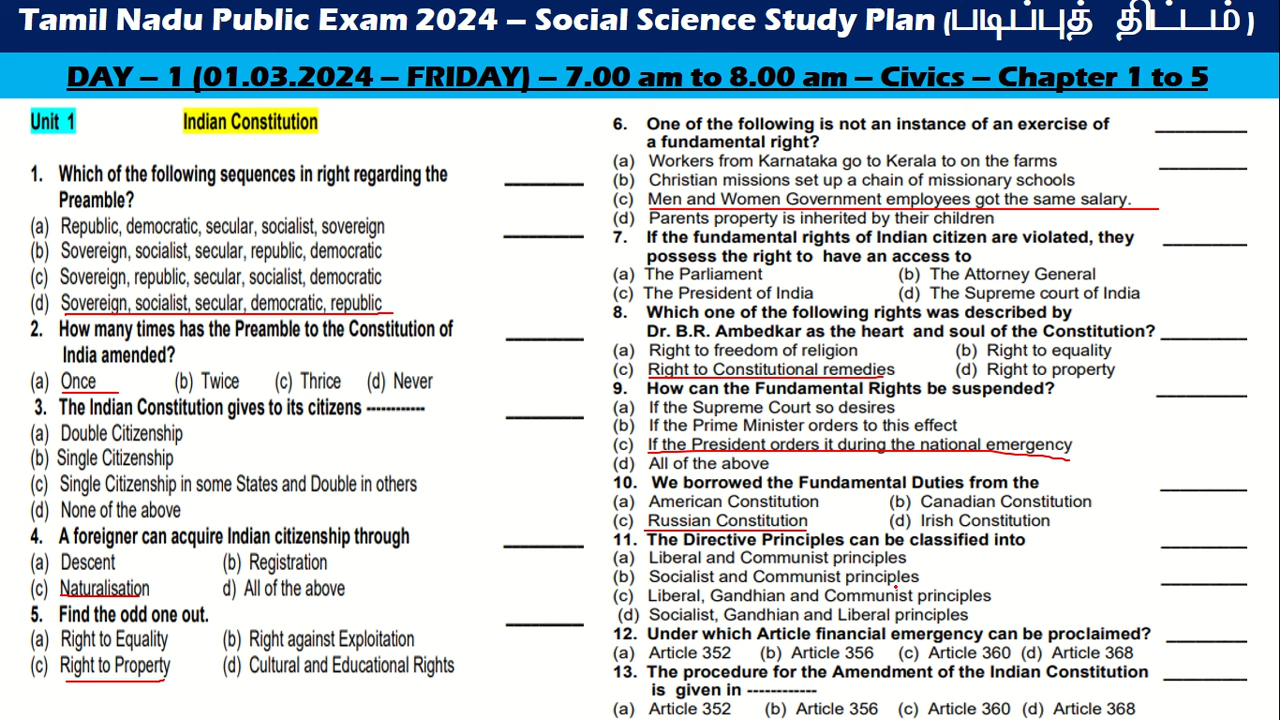 Tamil Nadu Public Exam 2024 – Social Science Study Plan (படிப்புத் திட்டம்)
DAY – 1 (01.03.2024 – FRIDAY) – 7.00 am to 8.00 am – Civics – Chapter 1 to 5
Unit 1 Indian Constitution
1. Which of the following sequences in right regarding the
Preamble?
(a) Republic, democratic, secular, socialist, sovereign
(b) Sovereign, socialist, secular, republic, democratic
(c) Sovereign, republic, secular, socialist, democratic
(d) Sovereign, socialist, secular, democratic, republic
2. How many times has the Preamble to the Constitution of
India amended?
(a) Once (b) Twice (c) Thrice (d) Never
3. The Indian Constitution gives to its citizens ------------
(a) Double Citizenship
(b) Single Citizenship
(c) Single Citizenship in some States and Double in others
(d) None of the above
4. A foreigner can acquire Indian citizenship through
(a) Descent (b) Registration
(c) Naturalisation d) All of the above
5. Find the odd one out.
(a) Right to Equality (b) Right against Exploitation
(c) Right to Property (d) Cultural and Educational Rights
6. One of the following is not an instance of an exercise of
a fundamental right?
(a) Workers from Karnataka go to Kerala to on the farms
(b) Christian missions set up a chain of missionary schools
(c) Men and Women Government employees got the same salary.
(d) Parents property is inherited by their children
7. If the fundamental rights of Indian citizen are violated, they
possess the right to have an access to
(a) The Parliament (b) The Attorney General
(c) The President of India (d) The Supreme court of India
8. Which one of the following rights was described by
Dr. B.R. Ambedkar as the heart and soul of the Constitution?
(a) Right to freedom of religion (b) Right to equality
(c) Right to Constitutional remedies (d) Right to property
9. How can the Fundamental Rights be suspended?
(a) If the Supreme Court so desires
(b) If the Prime Minister orders to this effect
(c) If the President orders it during the national emergency
(d) All of the above
10. We borrowed the Fundamental Duties from the
(a) American Constitution (b) Canadian Constitution
(c) Russian Constitution (d) Irish Constitution
11. The Directive Principles can be classified into
(a) Liberal and Communist principles
(b) Socialist and Communist principles
(c) Liberal, Gandhian and Communist principles
(d) Socialist, Gandhian and Liberal principles
12. Under which Article financial emergency can be proclaimed?
(a) Article 352 (b) Article 356 (c) Article 360 (d) Article 368
13. The procedure for the Amendment of the Indian Constitution
is given in ------------
(a) Article 352 (b) Article 356 (c) Article 360 (d) Article 368